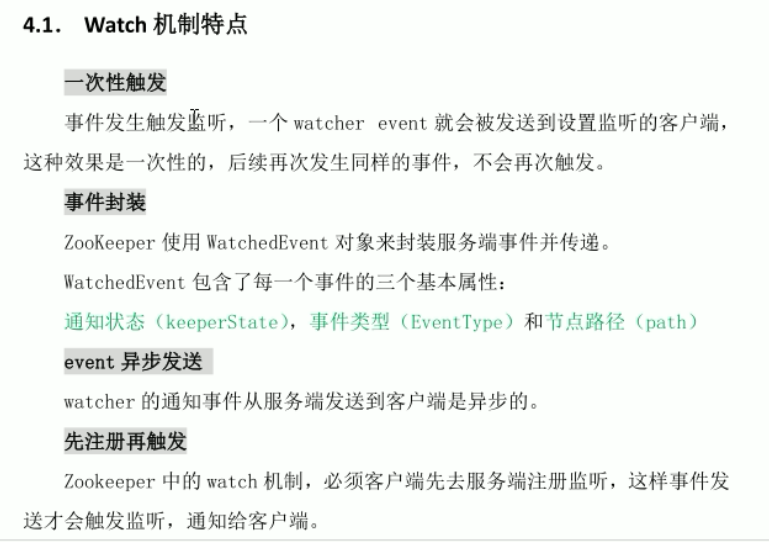 4.1. Watch 机制特点
一次性触发
事件发生触发监听，一个 watcher event 就会被发送到设置监听的客户端，
这种效果是一次性的，后续再次发生同样的事件，不会再次触发。
事件封装
ZooKeeper 使用 WatchedEvent 对象来封装服务端事件并传递。
WatchedEvent 包含了每一个事件的三个基本属性：
通知状态（keeperState），事件类型（EventType）和节点路径（path）
event 异步发送
watcher 的通知事件从服务端发送到客户端是异步的。
先注册再触发
Zookeeper 中的 watch 机制，必须客户端先去服务端注册监听，这样事件发
送才会触发监听，通知给客户端。